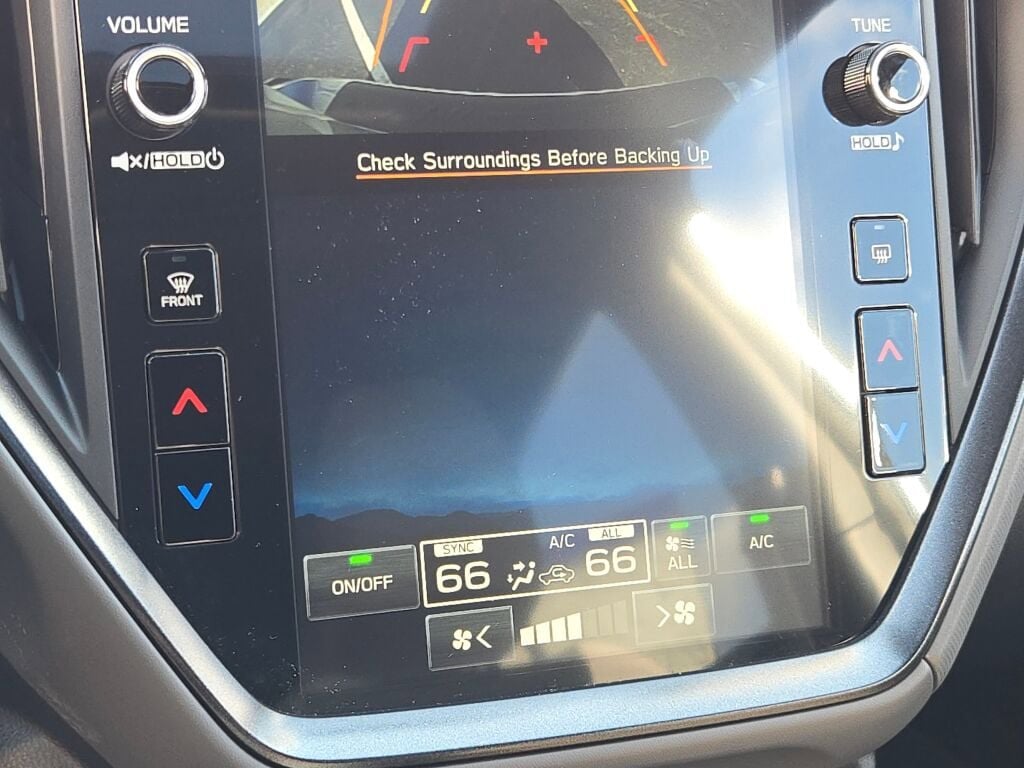 VOLUME
TUNE
HOLD
HOLD
Check Surroundings Before Backing Up
FRONT
ON/OFF
SYNC
A/C
ALL
66
66
ALL
A/C